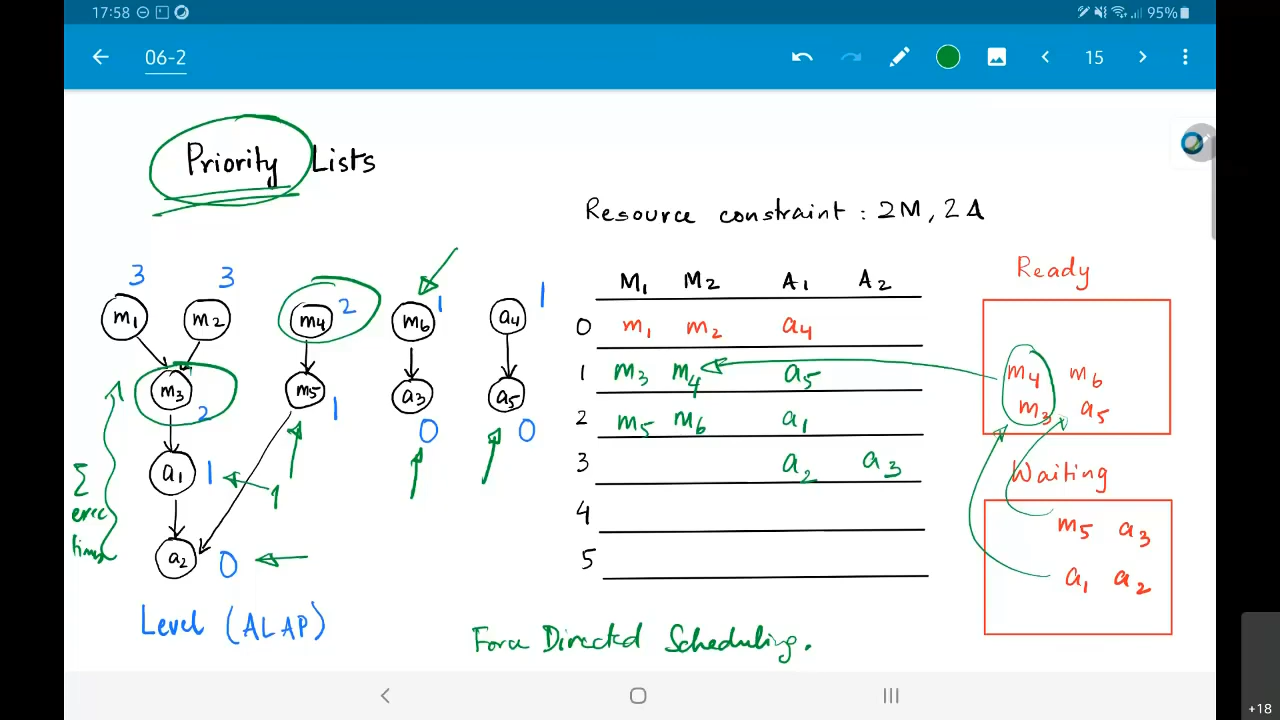 17:58
95%
06-2
15
Priority Lists
Resource constraint : 2M, 2A
3 3
m1 m2 m4 2 m6 1 a4 1
m3 2 m5 1 a3 0 a5 0
a1 1
a2 0
Σ
exec
time
Level (ALAP)
M1 M2 A1 A2
0 m1 m2 a4
1 m3 m4 a5
2 m5 m6 a1
3 a2 a3
4
5
Ready
m4 m6
m3 a5
Waiting
m5 a3
a1 a2
Force Directed Scheduling.
+18